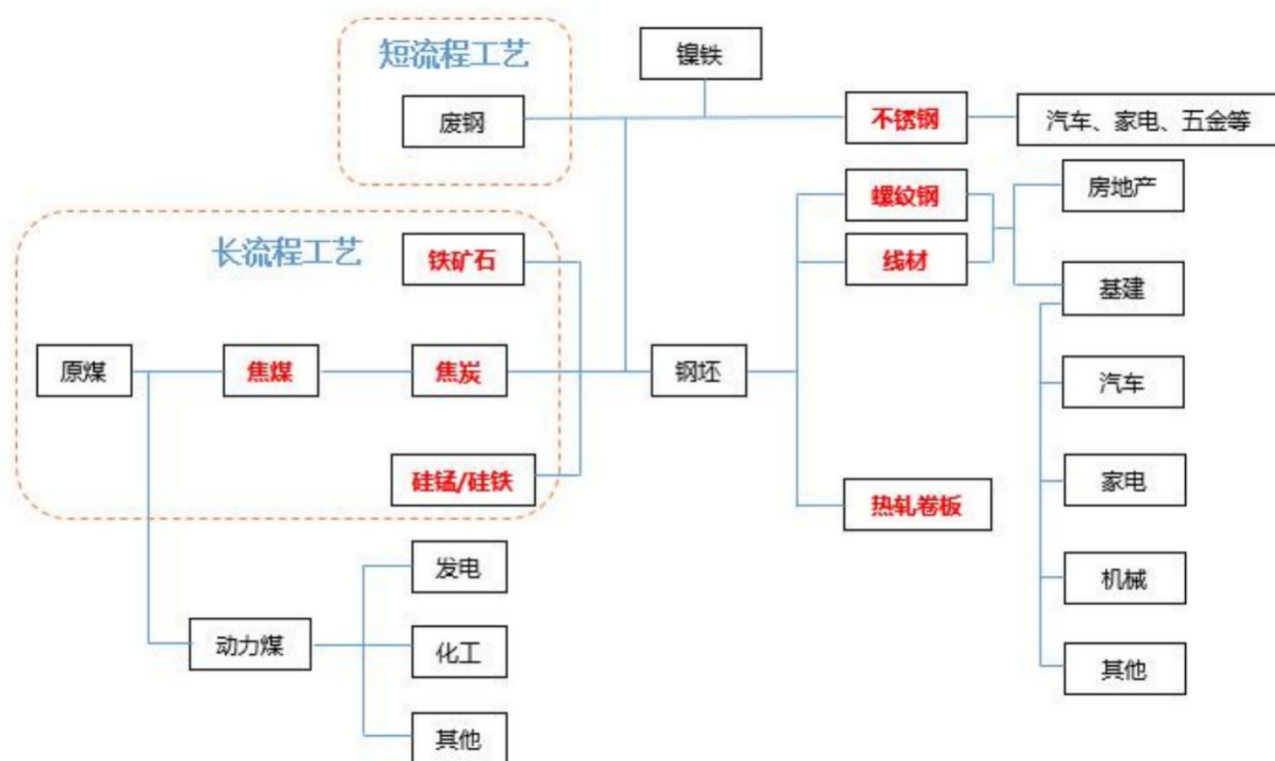 短流程工艺
镍铁
废钢
不锈钢
汽车、家电、五金等
螺纹钢
房地产
长流程工艺
铁矿石
线材
基建
原煤
焦煤
焦炭
钢坯
汽车
硅锰/硅铁
热轧卷板
家电
发电
机械
动力煤
化工
其他
其他